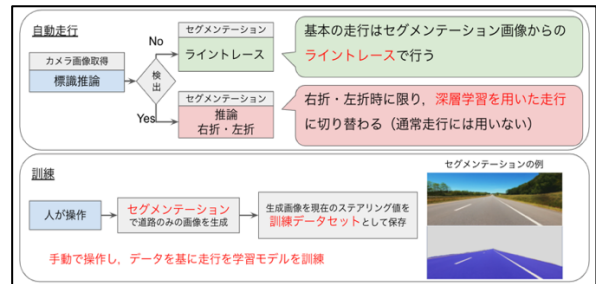 自動走行
カメラ画像取得
標識推論
検出
No
Yes
セグメンテーション
ライントレース
セグメンテーション
推論
右折・左折
基本の走行はセグメンテーション画像からの
ライントレースで行う
右折・左折時に限り，深層学習を用いた走行
に切り替わる（通常走行には用いない）
訓練
人が操作
セグメンテーション
で道路のみの画像を生成
生成画像を現在のステアリング値を
訓練データセットとして保存
手動で操作し，データを基に走行を学習モデルを訓練
セグメンテーションの例